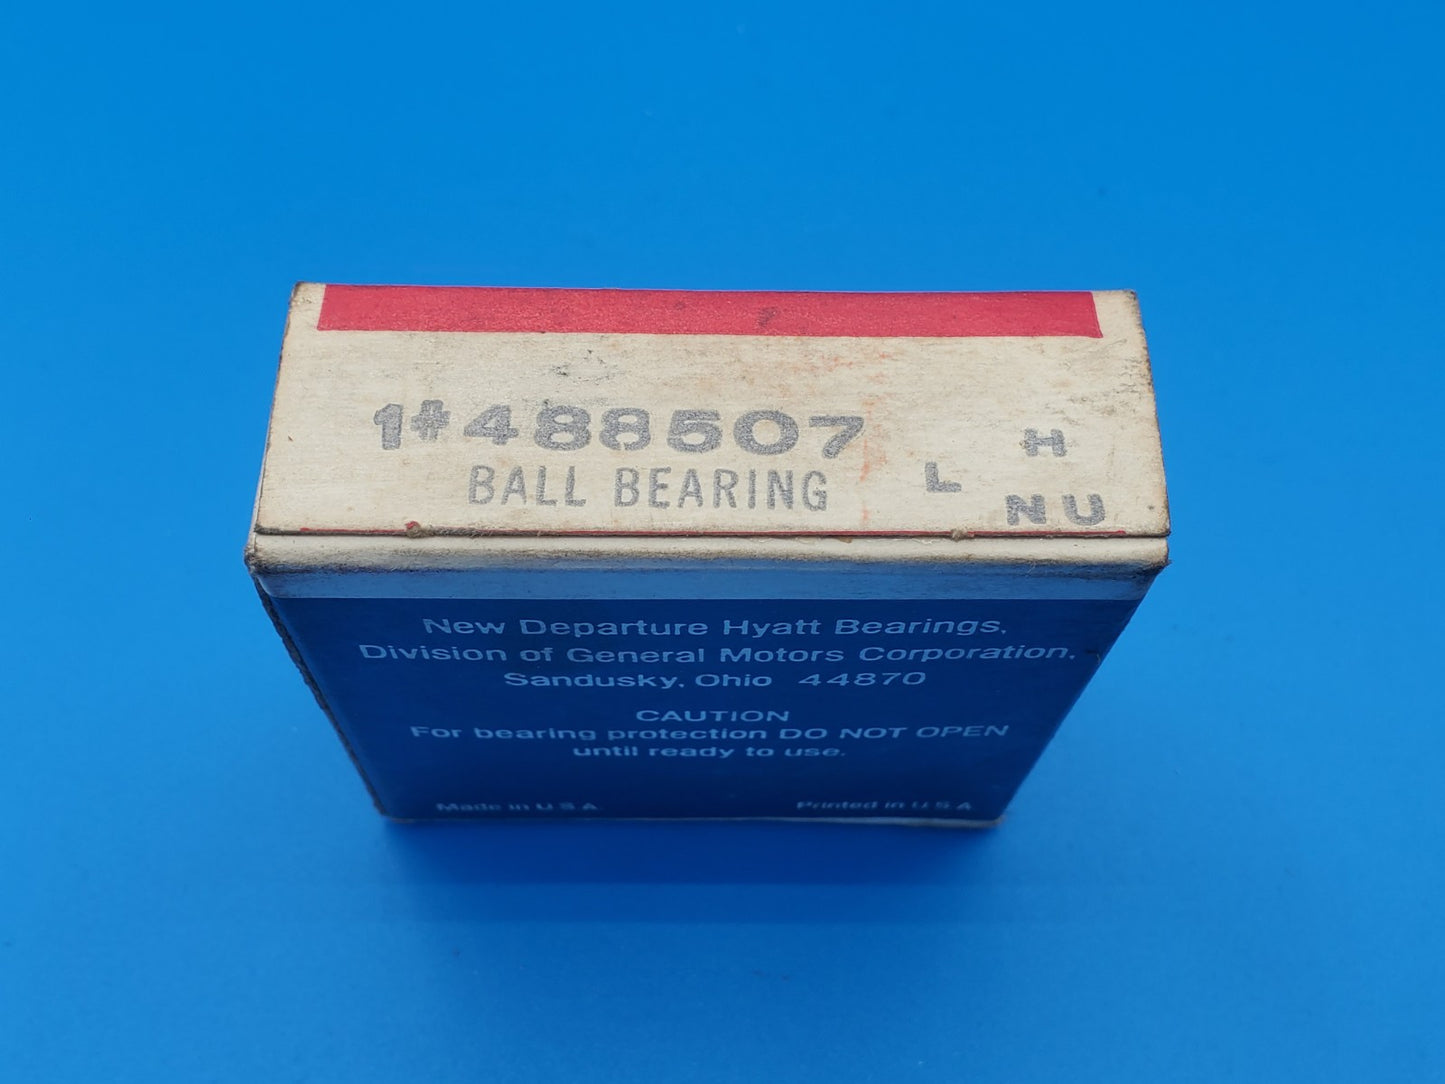 1#488507
BALL BEARING
L
H
NU
New Departure Hyatt Bearings,
Division of General Motors Corporation,
Sandusky, Ohio 44870
CAUTION
For bearing protection DO NOT OPEN
until ready to use.
Made in U.S.A.
Printed in U.S.A.